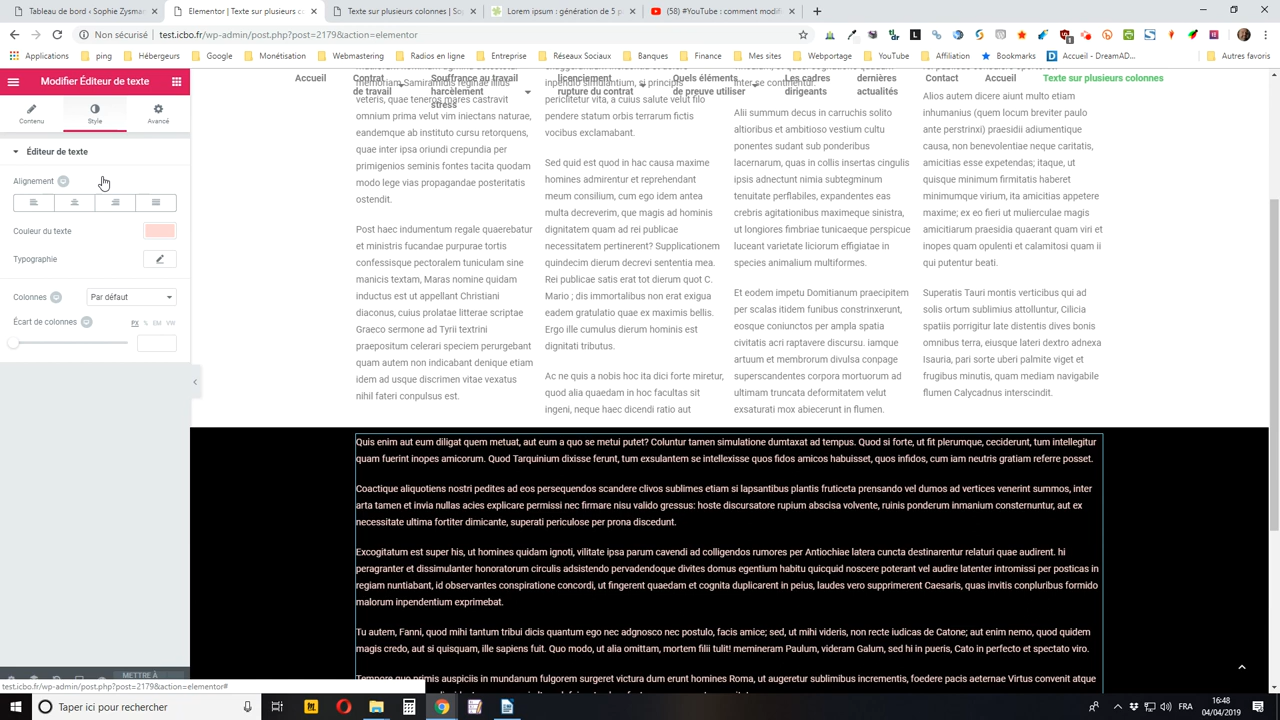 Tableau de bord ‹ Sophie Zysman
Elementor | Texte sur plusieurs co
Texte sur plusieurs colonnes | Sop
Lorem ipsum : génération de 5 p
(58) #YouTube : comment modifi
Non sécurisé | test.icbo.fr/wp-admin/post.php?post=2179&action=elementor
Applications
ping
Hébergeurs
Google
Monétisation
Webmastering
Radios en ligne
Entreprise
Réseaux Sociaux
Banques
Finance
Mes sites
Webportage
YouTube
Affiliation
Bookmarks
Accueil – DreamAD...
Autres favoris
Modifier Éditeur de texte
Contenu
Style
Avancé
Éditeur de texte
Alignement
Couleur du texte
Typographie
Colonnes
Par défaut
Écart de colonnes
PX % EM VW
METTRE À
test.icbo.fr/wp-admin/post.php?post=2179&action=elementor#
Accueil
Contrat
de travail
Souffrance au travail
harcèlement
stress
licenciement
rupture du contrat
Quels éléments
de preuve utiliser
Les cadres
dirigeants
dernières
actualités
Contact
Accueil
Texte sur plusieurs colonnes
veteris, quae teneros mares castravit
omnium prima velut vim iniectans naturae,
eandemque ab instituto cursu retorquens,
quae inter ipsa oriundi crepundia per
primigenios seminis fontes tacita quodam
modo lege vias propagandae posteritatis
ostendit.
Post haec indumentum regale quaerebatur
et ministris fucandae purpurae tortis
confessisque pectoralem tuniculam sine
manicis textam, Maras nomine quidam
inductus est ut appellant Christiani
diaconus, cuius prolatae litterae scriptae
Graeco sermone ad Tyrii textrini
praepositum celerari speciem perurgebant
quam autem non indicabant denique etiam
idem ad usque discrimen vitae vexatus
nihil fateri conpulsus est.
periclitetur vita, a cuius salute velut filo
pendere statum orbis terrarum fictis
vocibus exclamabant.
Sed quid est quod in hac causa maxime
homines admirentur et reprehendant
meum consilium, cum ego idem antea
multa decreverim, que magis ad hominis
dignitatem quam ad rei publicae
necessitatem pertinerent? Supplicationem
quindecim dierum decrevi sententia mea.
Rei publicae satis erat tot dierum quot C.
Mario ; dis immortalibus non erat exigua
eadem gratulatio quae ex maximis bellis.
Ergo ille cumulus dierum hominis est
dignitati tributus.
Ac ne quis a nobis hoc ita dici forte miretur,
quod alia quaedam in hoc facultas sit
ingeni, neque haec dicendi ratio aut
inter se continentur.
Alii summum decus in carruchis solito
altioribus et ambitioso vestium cultu
ponentes sudant sub ponderibus
lacernarum, quas in collis insertas cingulis
ipsis adnectunt nimia subtegminum
tenuitate perflabiles, expandentes eas
crebris agitationibus maximeque sinistra,
ut longiores fimbriae tunicaeque perspicue
luceant varietate liciorum effigiatae in
species animalium multiformes.
Et eodem impetu Domitianum praecipitem
per scalas itidem funibus constrinxerunt,
eosque coniunctos per ampla spatia
civitatis acri raptavere discursu. iamque
artuum et membrorum divulsa conpage
superscandentes corpora mortuorum ad
ultimam truncata deformitatem velut
exsaturati mox abiecerunt in flumen.
Alios autem dicere aiunt multo etiam
inhumanius (quem locum breviter paulo
ante perstrinxi) praesidii adiumentique
causa, non benevolentiae neque caritatis,
amicitias esse expetendas; itaque, ut
quisque minimum firmitatis haberet
minimumque virium, ita amicitias appetere
maxime; ex eo fieri ut mulierculae magis
amicitiarum praesidia quaerant quam viri et
inopes quam opulenti et calamitosi quam ii
qui putentur beati.
Superatis Tauri montis verticibus qui ad
solis ortum sublimius attolluntur, Cilicia
spatiis porrigitur late distentis dives bonis
omnibus terra, eiusque lateri dextro adnexa
Isauria, pari sorte uberi palmite viget et
frugibus minutis, quam mediam navigabile
flumen Calycadnus interscindit.
Quis enim aut eum diligat quem metuat, aut eum a quo se metui putet? Coluntur tamen simulatione dumtaxat ad tempus. Quod si forte, ut fit plerumque, ceciderunt, tum intellegitur
quam fuerint inopes amicorum. Quod Tarquinium dixisse ferunt, tum exsulantem se intellexisse quos fidos amicos habuisset, quos infidos, cum iam neutris gratiam referre posset.
Coactique aliquotiens nostri pedites ad eos persequendos scandere clivos sublimes etiam si lapsantibus plantis fruticeta prensando vel dumos ad vertices venerint summos, inter
arta tamen et invia nullas acies explicare permissi nec firmare nisu valido gressus: hoste discursatore rupium abscisa volvente, ruinis ponderum inmanium consternuntur, aut ex
necessitate ultima fortiter dimicante, superati periculose per prona discedunt.
Excogitatum est super his, ut homines quidam ignoti, vilitate ipsa parum cavendi ad colligendos rumores per Antiochiae latera cuncta destinarentur relaturi quae audirent. hi
peragranter et dissimulanter honoratorum circulis adsistendo pervadendoque divites domus egentium habitu quicquid noscere poterant vel audire latenter intromissi per posticas in
regiam nuntiabant, id observantes conspiratione concordi, ut fingerent quaedam et cognita duplicarent in peius, laudes vero supprimerent Caesaris, quas invitis conpluribus formido
malorum inpendentium exprimebat.
Tu autem, Fanni, quod mihi tantum tribui dicis quantum ego nec adgnosco nec postulo, facis amice; sed, ut mihi videris, non recte iudicas de Catone; aut enim nemo, quod quidem
magis credo, aut si quisquam, ille sapiens fuit. Quo modo, ut alia omittam, mortem filii tulit! memineram Paulum, videram Galum, sed hi in pueris, Cato in perfecto et spectato viro.
Tempore quo primis auspiciis in mundanum fulgorem surgeret victura dum erunt homines Roma, ut augeretur sublimibus incrementis, foedere pacis aeternae Virtus convenit atque
Taper ici pour rechercher
FRA
16:48
04/04/2019